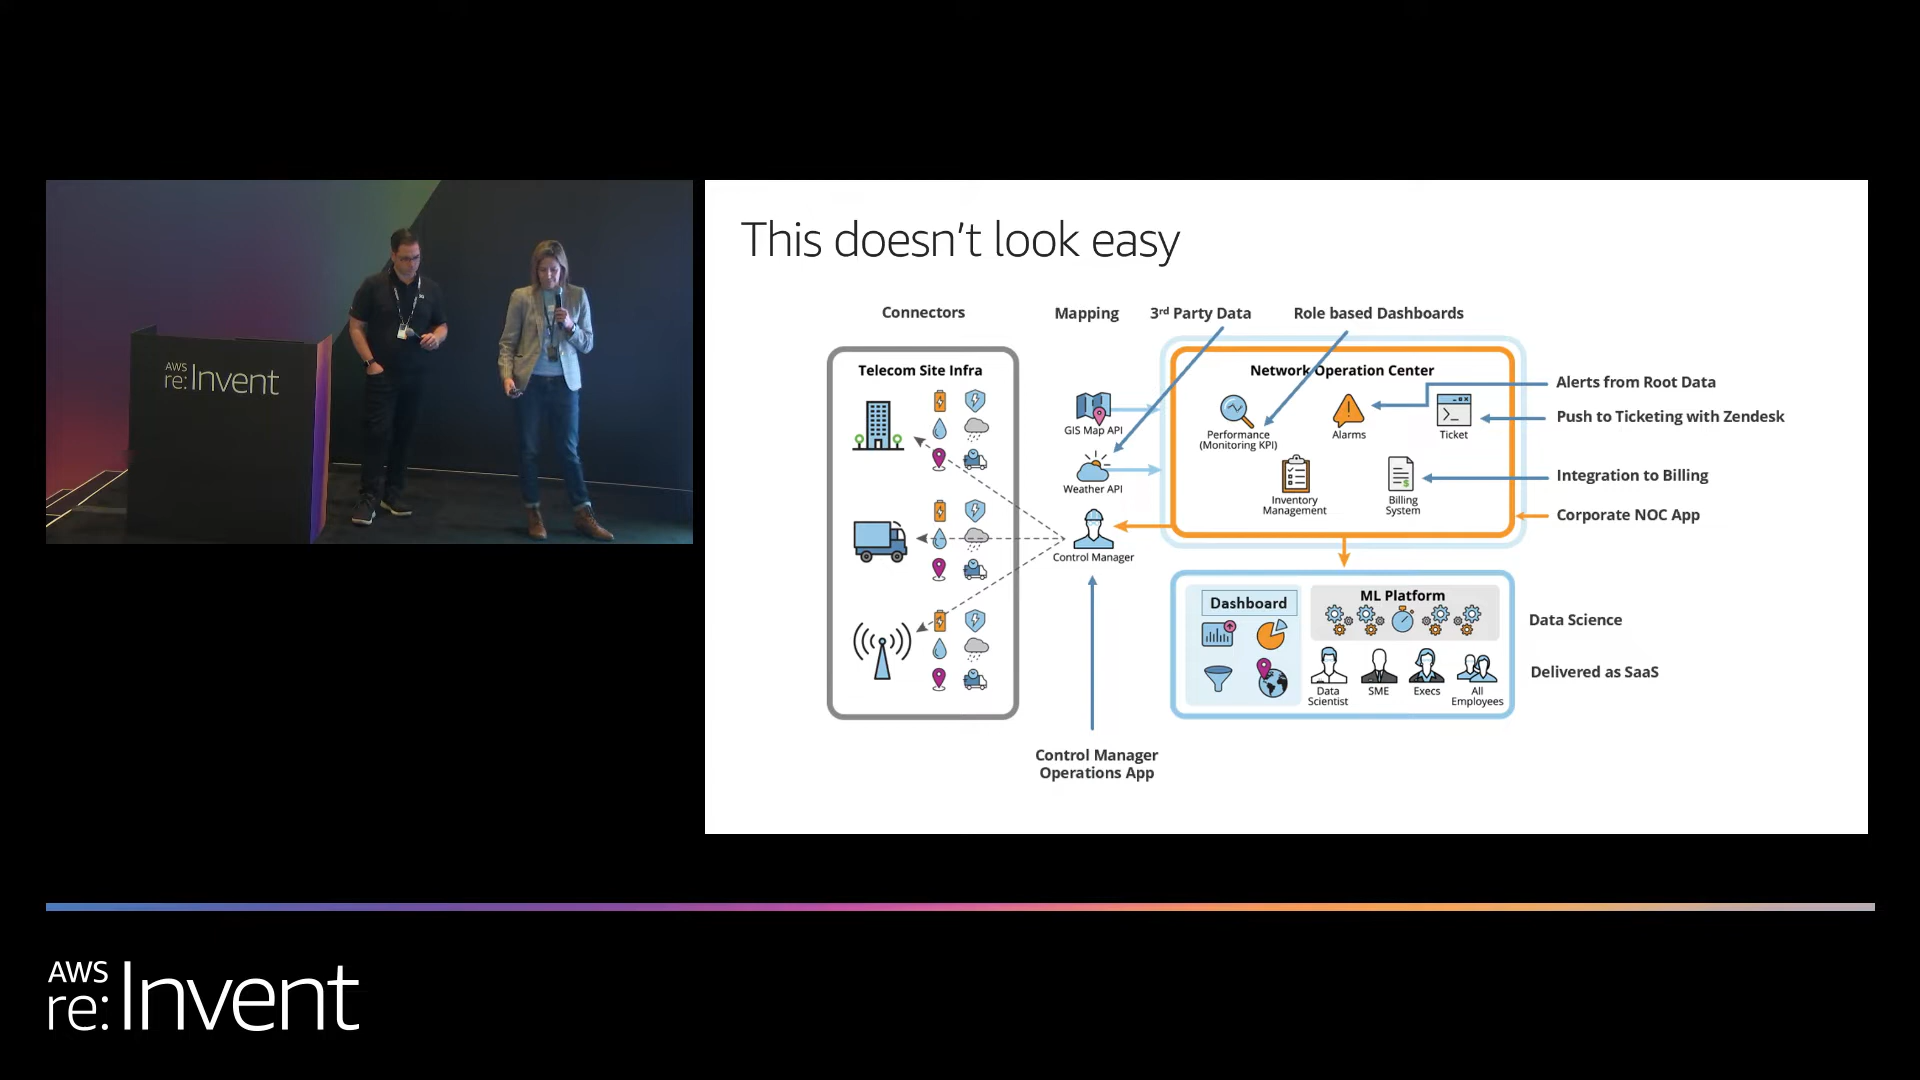 AWS
re:Invent
This doesn't look easy
Connectors
Mapping
3rd Party Data
Role based Dashboards
Telecom Site Infra
Network Operation Center
GIS Map API
Weather API
Control Manager
Performance
(Monitoring KPI)
Alarms
Ticket
Inventory
Management
Billing
System
Alerts from Root Data
Push to Ticketing with Zendesk
Integration to Billing
Corporate NOC App
Dashboard
ML Platform
Data
Scientist
SME
Execs
All
Employees
Data Science
Delivered as SaaS
Control Manager
Operations App
AWS
re:Invent